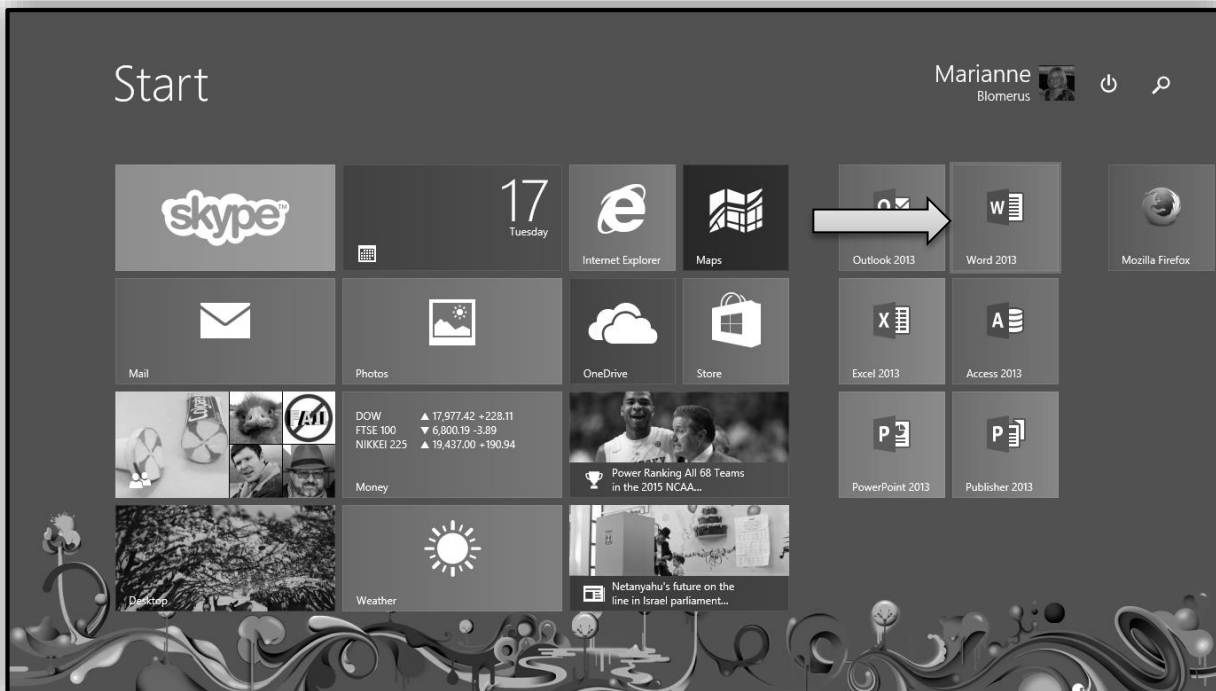 Start
Marianne
Blomerus
skype™
17
Tuesday
Internet Explorer
Maps
Outlook 2013
Word 2013
Mozilla Firefox
Mail
Photos
OneDrive
Store
Excel 2013
Access 2013
DOW ▲ 17,977.42 +228.11
FTSE 100 ▼ 6,800.19 -3.89
NIKKEI 225 ▲ 19,437.00 +190.94
Money
Power Ranking All 68 Teams
in the 2015 NCAA...
PowerPoint 2013
Publisher 2013
Desktop
Weather
Netanyahu's future on the
line in Israel parliament...